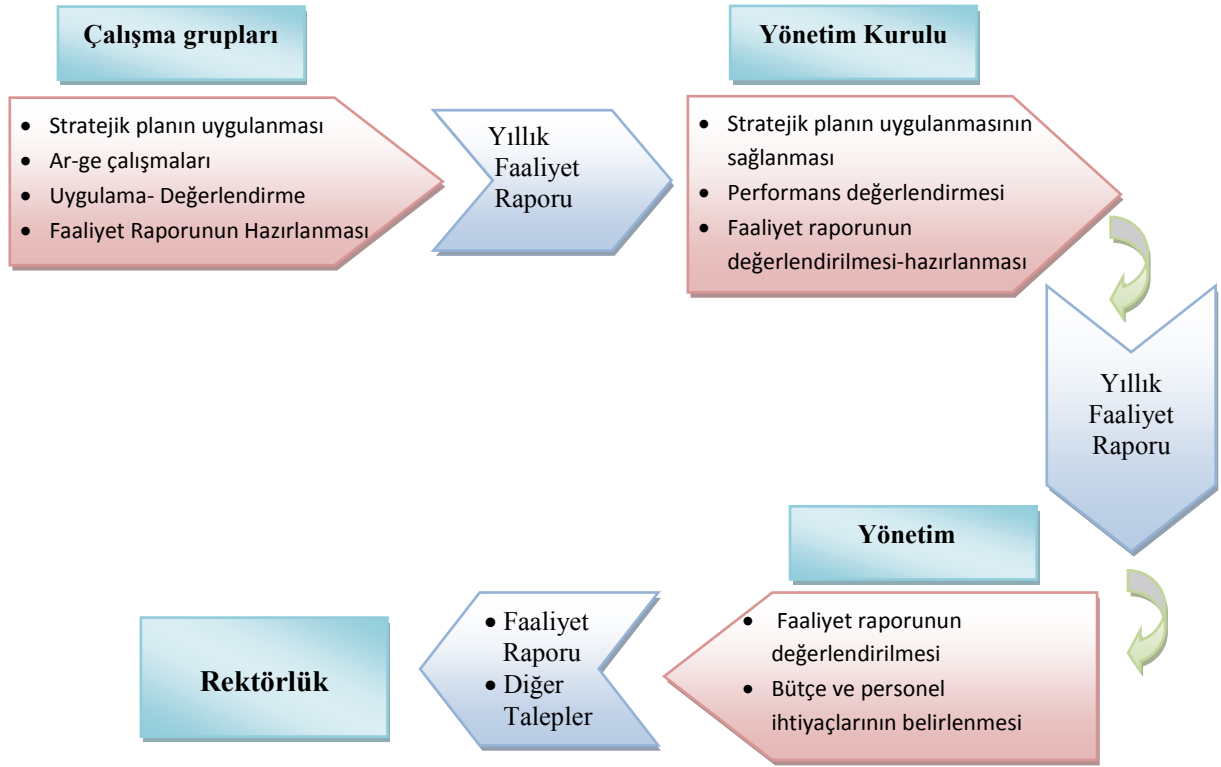 Çalışma grupları
• Stratejik planın uygulanması
• Ar-ge çalışmaları
• Uygulama- Değerlendirme
• Faaliyet Raporunun Hazırlanması
Yıllık
Faaliyet
Raporu
Yönetim Kurulu
• Stratejik planın uygulanmasının
sağlanması
• Performans değerlendirmesi
• Faaliyet raporunun
değerlendirilmesi-hazırlanması
Yıllık
Faaliyet
Raporu
Yönetim
• Faaliyet raporunun
değerlendirilmesi
• Bütçe ve personel
ihtiyaçlarının belirlenmesi
• Faaliyet
Raporu
• Diğer
Talepler
Rektörlük